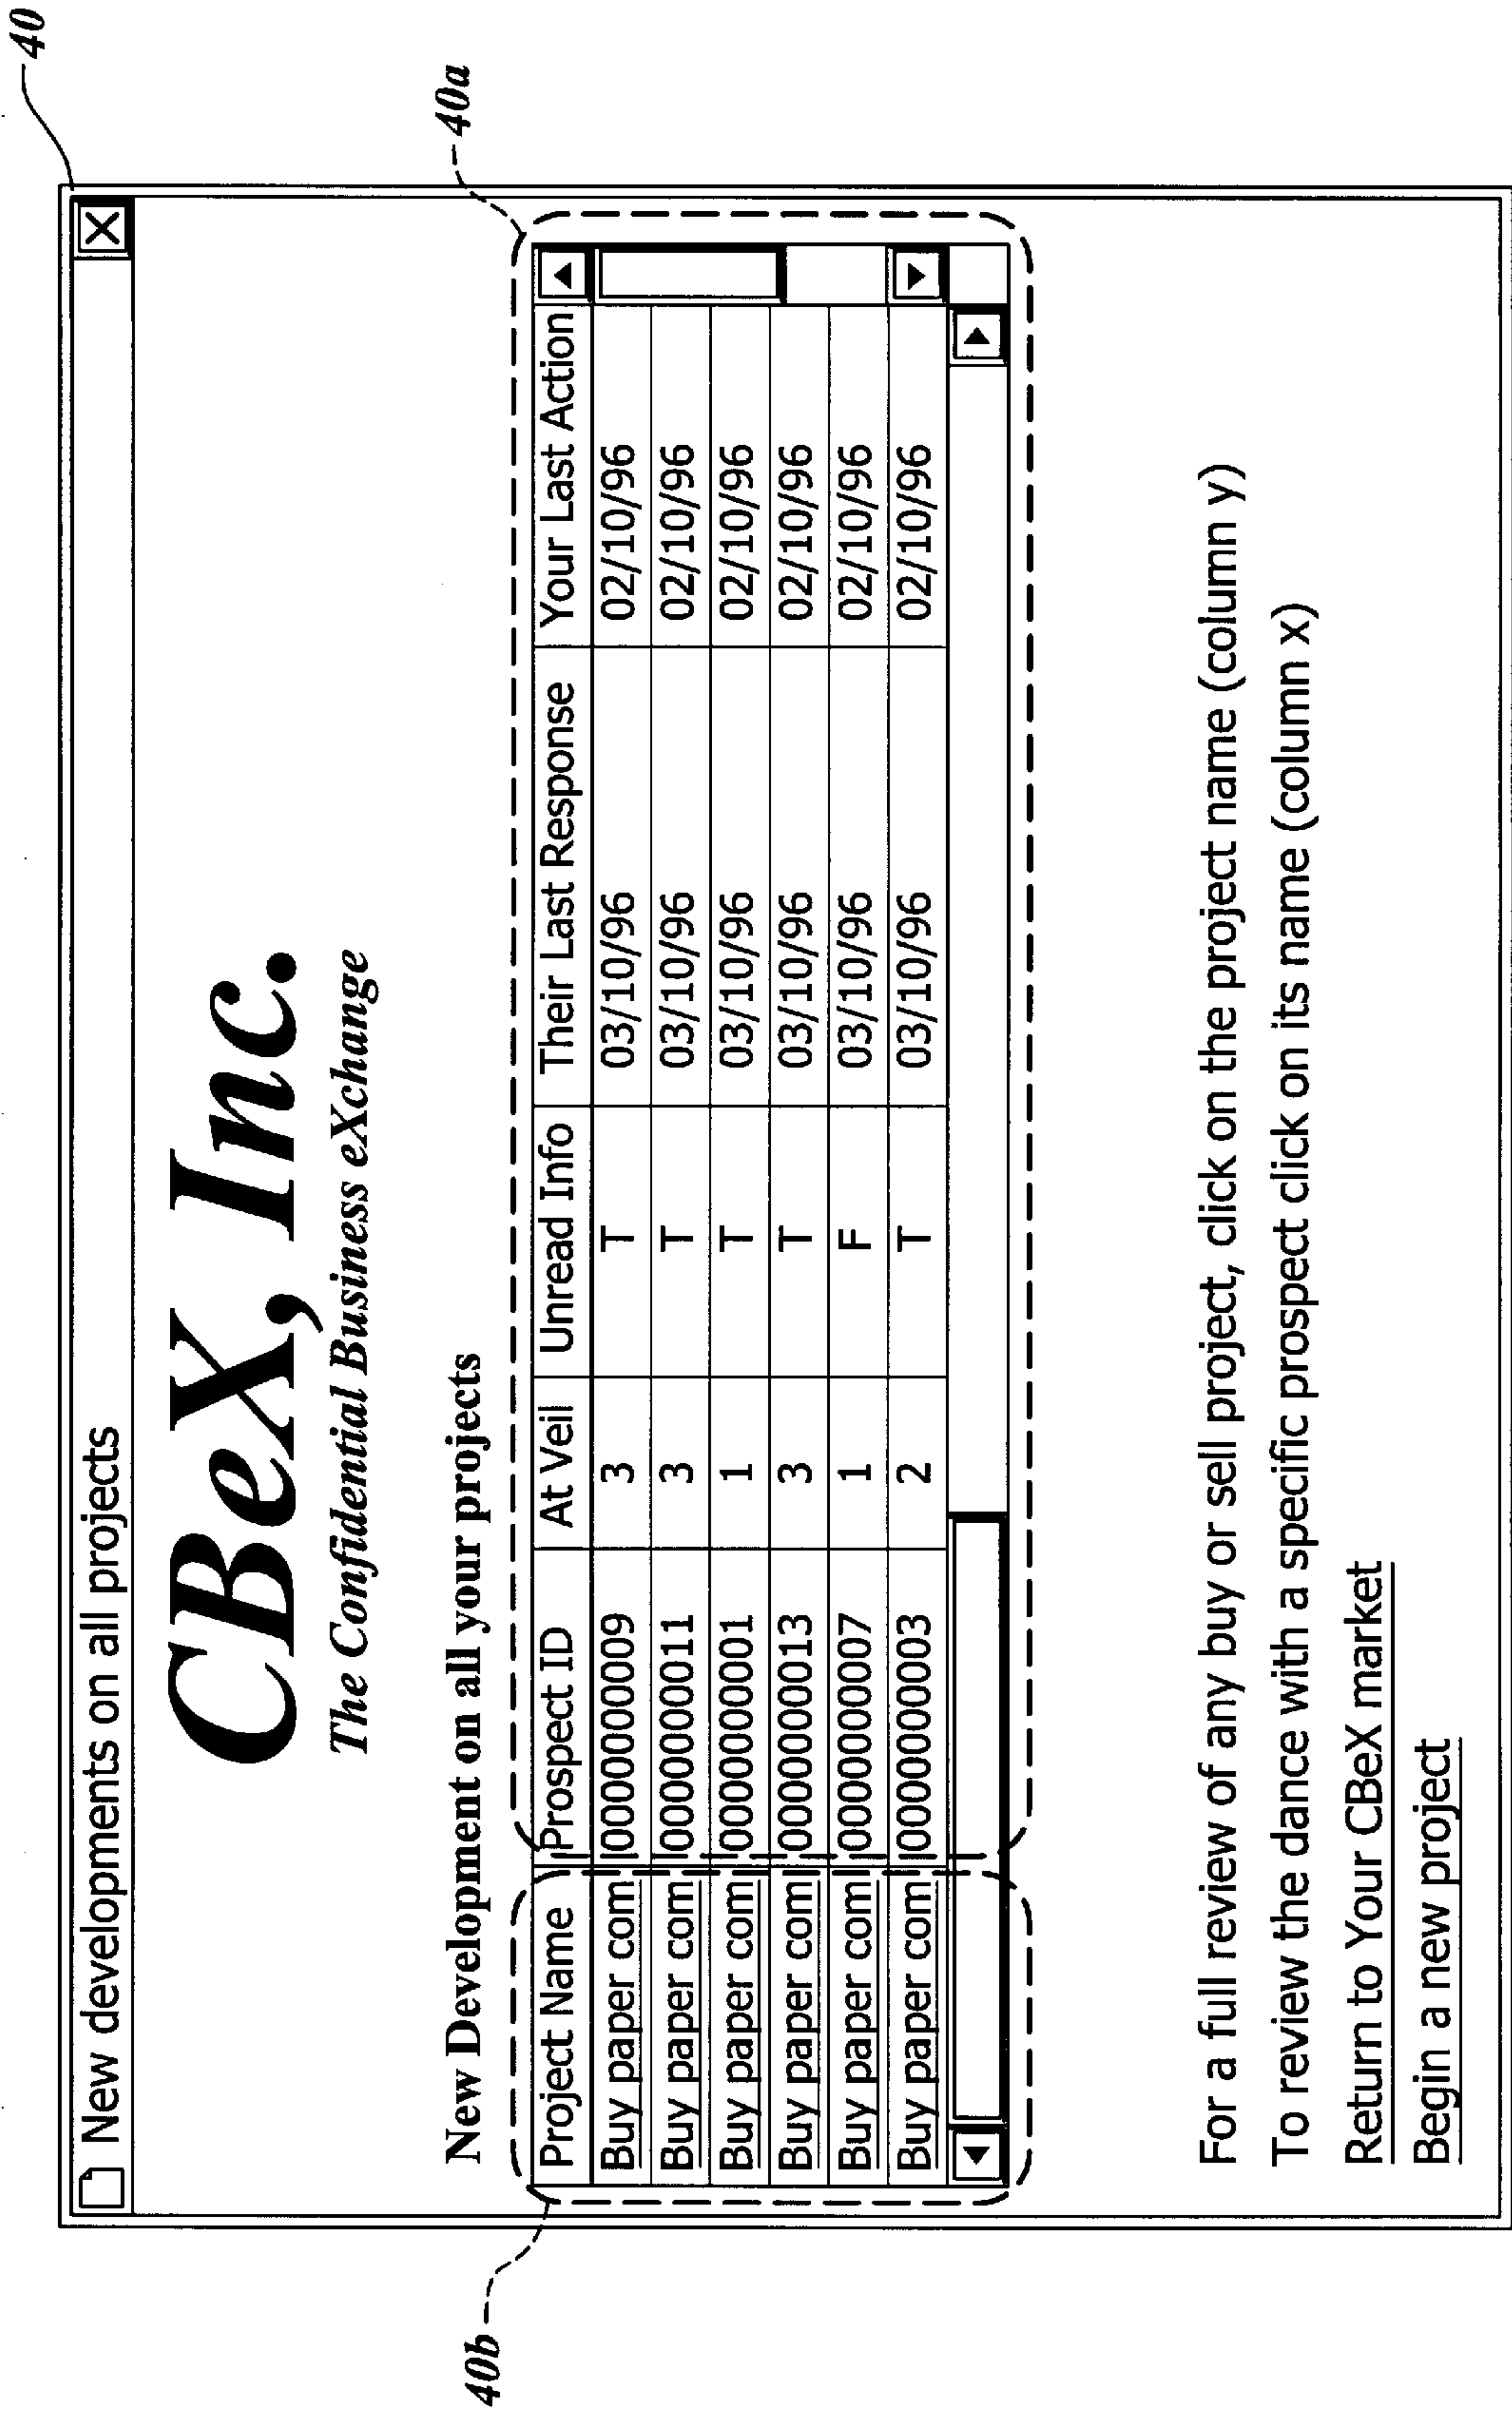 40
New developments on all projects
CBeX, Inc.
The Confidential Business eXchange
New Development on all your projects
40a
Project Name Prospect ID At Veil Unread Info Their Last Response Your Last Action
Buy paper com 0000000009 3 T 03/10/96 02/10/96
Buy paper com 0000000011 3 T 03/10/96 02/10/96
Buy paper com 0000000001 1 T 03/10/96 02/10/96
Buy paper com 0000000013 3 T 03/10/96 02/10/96
Buy paper com 0000000007 1 F 03/10/96 02/10/96
Buy paper com 0000000003 2 T 03/10/96 02/10/96
40b
For a full review of any buy or sell project, click on the project name (column y)
To review the dance with a specific prospect click on its name (column x)
Return to Your CBeX market
Begin a new project